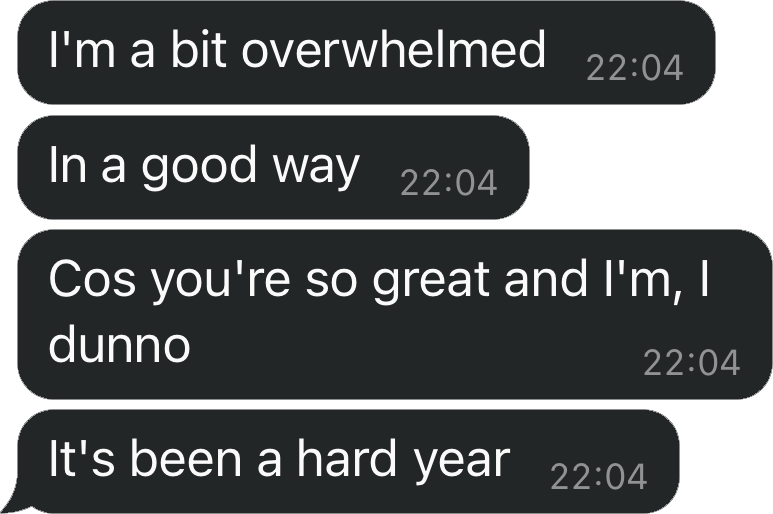 I'm a bit overwhelmed 22:04
In a good way 22:04
Cos you're so great and I'm, I
dunno 22:04
It's been a hard year 22:04